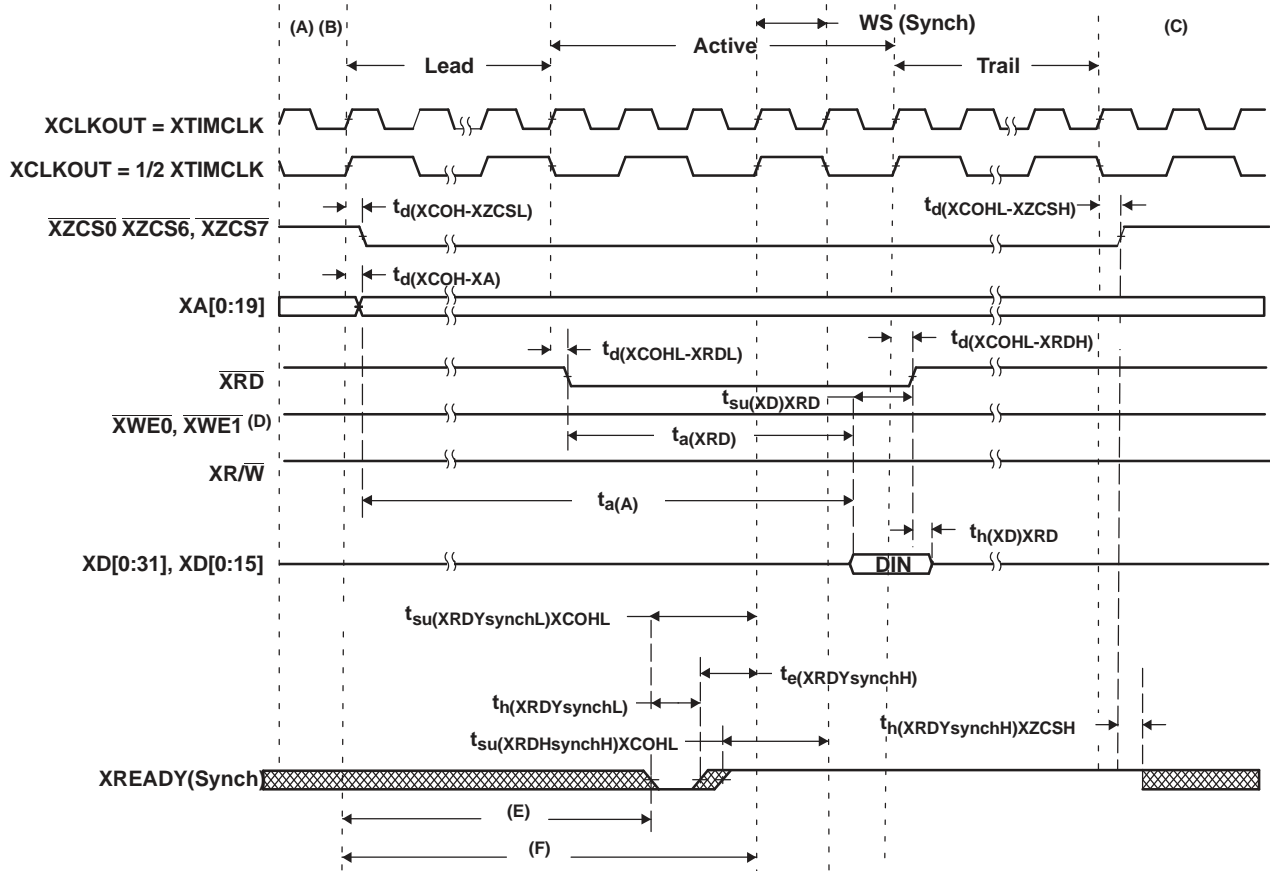 (A) (B)
WS (Synch)
(C)
Active
Lead
Trail
XCLKOUT = XTIMCLK
XCLKOUT = 1/2 XTIMCLK
td(XCOH-XZCSL)
td(XCOHL-XZCSH)
XZCS0 XZCS6, XZCS7
td(XCOH-XA)
XA[0:19]
td(XCOHL-XRDL)
td(XCOHL-XRDH)
XRD
tsu(XD)XRD
XWE0, XWE1 (D)
ta(XRD)
XR/W
ta(A)
th(XD)XRD
XD[0:31], XD[0:15]
DIN
tsu(XRDYsynchL)XCOHL
te(XRDYsynchH)
th(XRDYsynchL)
th(XRDYsynchH)XZCSH
tsu(XRDHsynchH)XCOHL
XREADY(Synch)
(E)
(F)